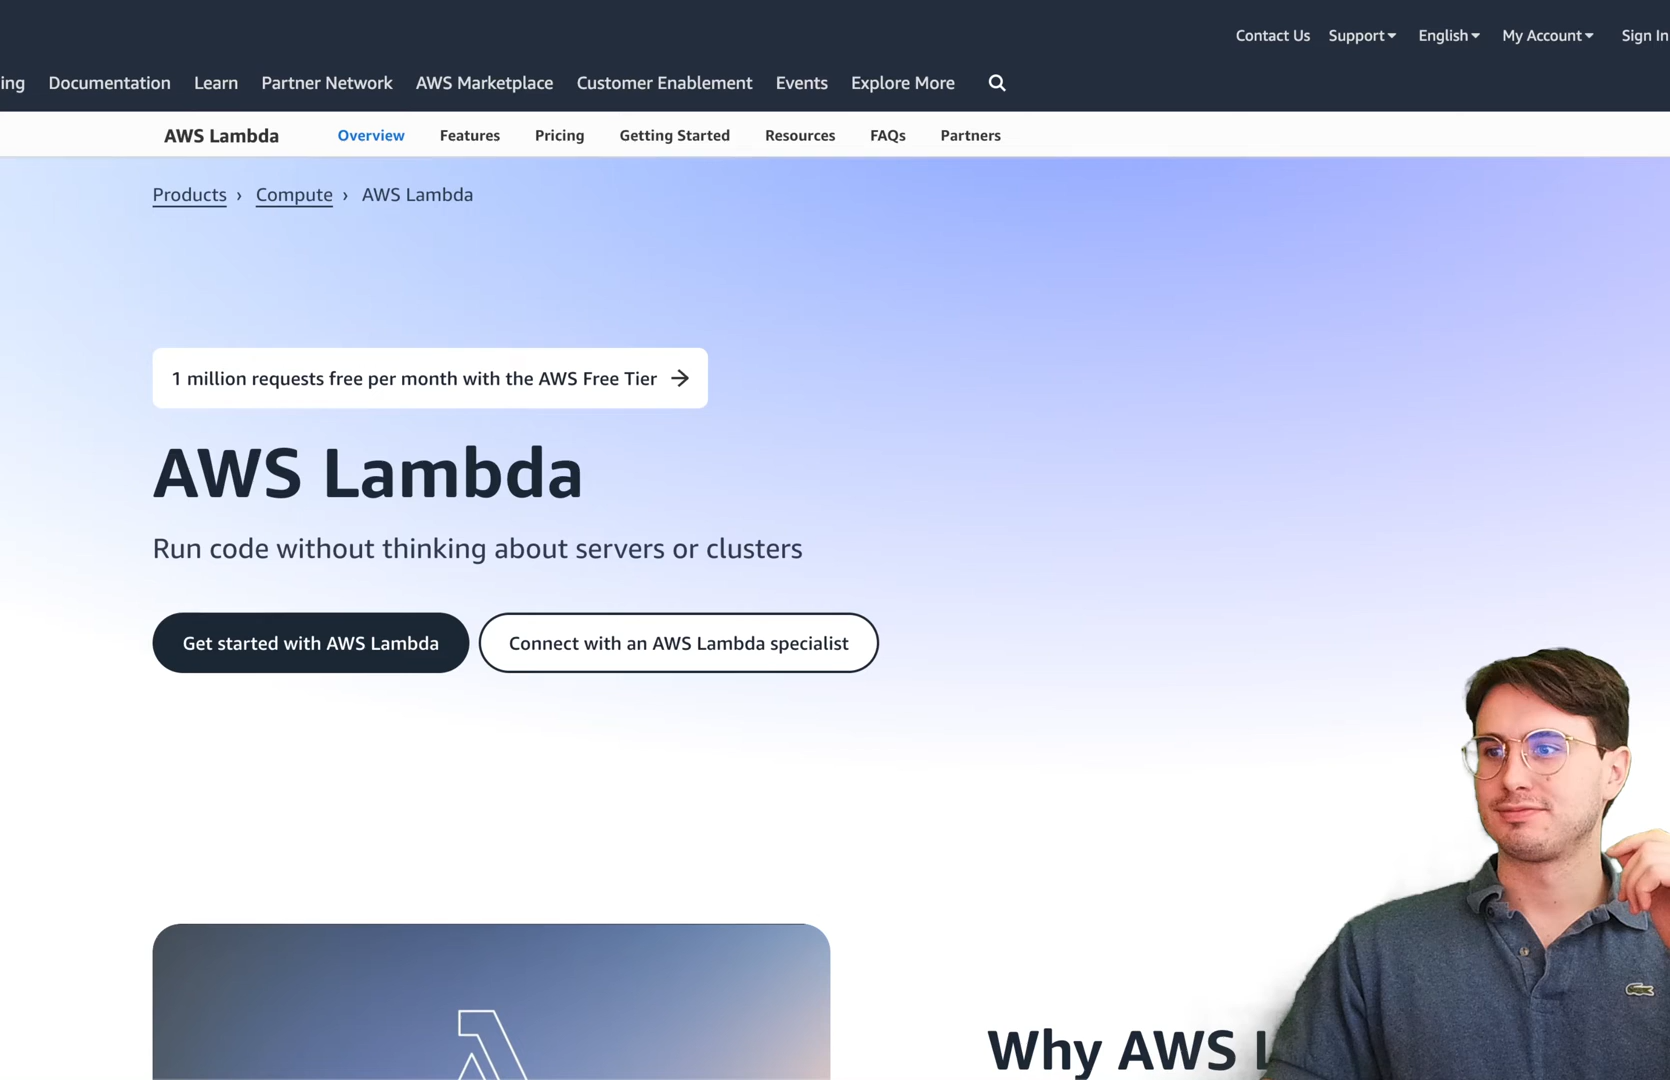 Contact Us Support English My Account Sign In
ing Documentation Learn Partner Network AWS Marketplace Customer Enablement Events Explore More
AWS Lambda Overview Features Pricing Getting Started Resources FAQs Partners
Products › Compute › AWS Lambda
1 million requests free per month with the AWS Free Tier →
AWS Lambda
Run code without thinking about servers or clusters
Get started with AWS Lambda Connect with an AWS Lambda specialist
Why AWS L